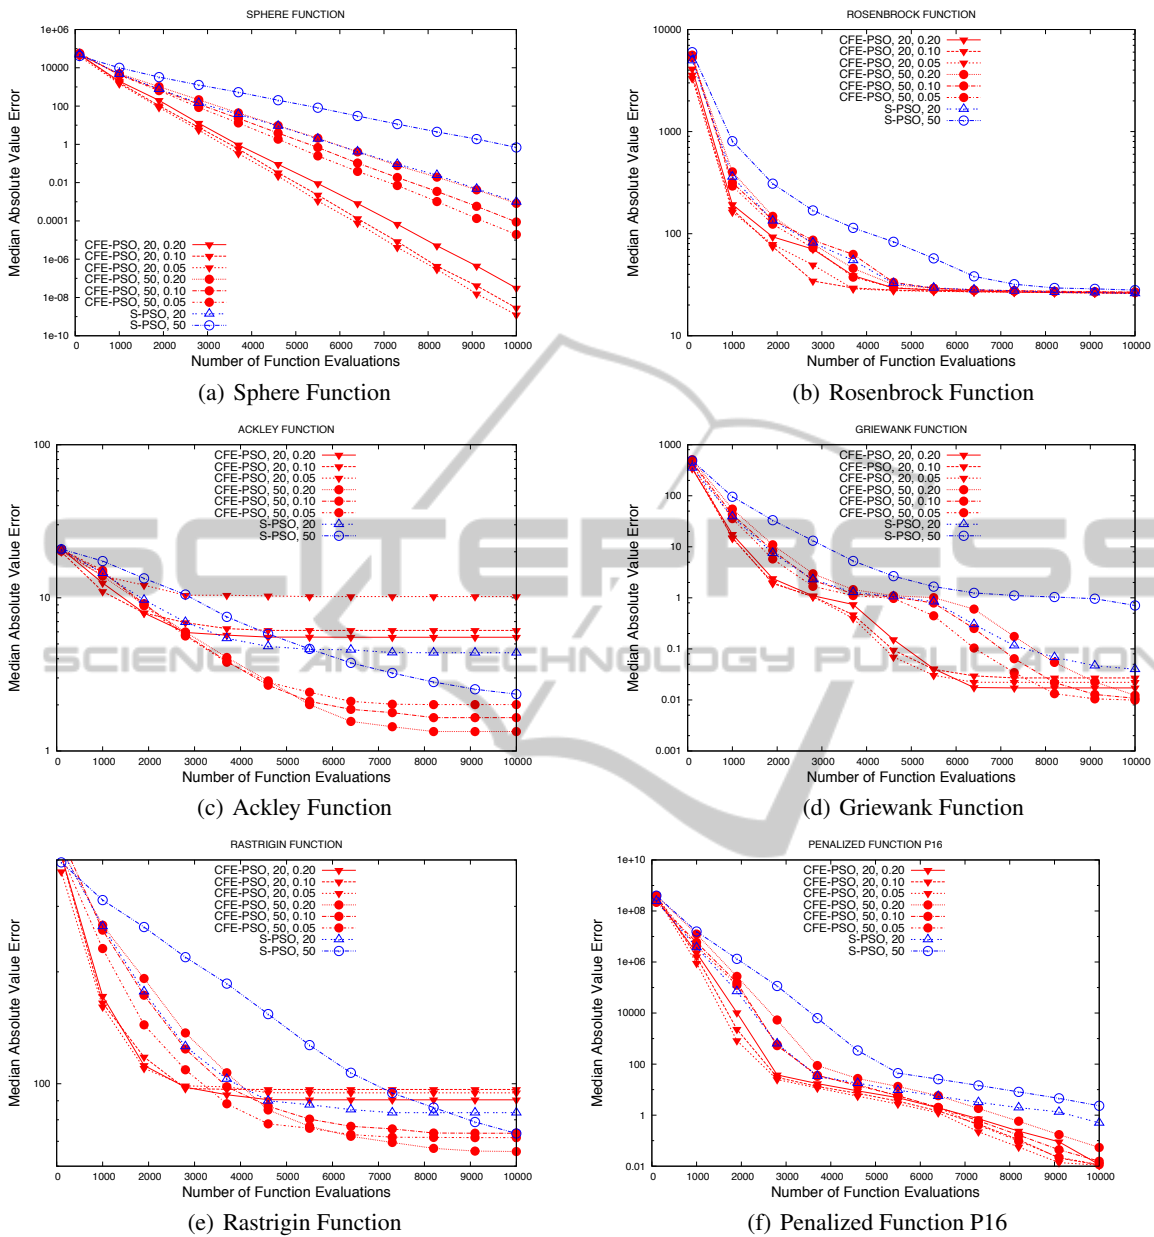 SPHERE FUNCTION
Median Absolute Value Error
1e+06
10000
100
1
0.01
0.0001
1e-06
1e-08
1e-10
CFE-PSO, 20, 0.20
CFE-PSO, 20, 0.10
CFE-PSO, 20, 0.05
CFE-PSO, 50, 0.20
CFE-PSO, 50, 0.10
CFE-PSO, 50, 0.05
S-PSO, 20
S-PSO, 50
0 1000 2000 3000 4000 5000 6000 7000 8000 9000 10000
Number of Function Evaluations
(a) Sphere Function
ROSENBROCK FUNCTION
Median Absolute Value Error
10000
1000
100
10
CFE-PSO, 20, 0.20
CFE-PSO, 20, 0.10
CFE-PSO, 20, 0.05
CFE-PSO, 50, 0.20
CFE-PSO, 50, 0.10
CFE-PSO, 50, 0.05
S-PSO, 20
S-PSO, 50
0 1000 2000 3000 4000 5000 6000 7000 8000 9000 10000
Number of Function Evaluations
(b) Rosenbrock Function
ACKLEY FUNCTION
Median Absolute Value Error
100
10
1
CFE-PSO, 20, 0.20
CFE-PSO, 20, 0.10
CFE-PSO, 20, 0.05
CFE-PSO, 50, 0.20
CFE-PSO, 50, 0.10
CFE-PSO, 50, 0.05
S-PSO, 20
S-PSO, 50
0 1000 2000 3000 4000 5000 6000 7000 8000 9000 10000
Number of Function Evaluations
(c) Ackley Function
GRIEWANK FUNCTION
Median Absolute Value Error
1000
100
10
1
0.1
0.01
0.001
CFE-PSO, 20, 0.20
CFE-PSO, 20, 0.10
CFE-PSO, 20, 0.05
CFE-PSO, 50, 0.20
CFE-PSO, 50, 0.10
CFE-PSO, 50, 0.05
S-PSO, 20
S-PSO, 50
0 1000 2000 3000 4000 5000 6000 7000 8000 9000 10000
Number of Function Evaluations
(d) Griewank Function
SCITEPRESS
SCIENCE AND TECHNOLOGY PUBLICATIONS
RASTRIGIN FUNCTION
Median Absolute Value Error
100
CFE-PSO, 20, 0.20
CFE-PSO, 20, 0.10
CFE-PSO, 20, 0.05
CFE-PSO, 50, 0.20
CFE-PSO, 50, 0.10
CFE-PSO, 50, 0.05
S-PSO, 20
S-PSO, 50
0 1000 2000 3000 4000 5000 6000 7000 8000 9000 10000
Number of Function Evaluations
(e) Rastrigin Function
PENALIZED FUNCTION P16
Median Absolute Value Error
1e+10
1e+08
1e+06
10000
100
1
0.01
CFE-PSO, 20, 0.20
CFE-PSO, 20, 0.10
CFE-PSO, 20, 0.05
CFE-PSO, 50, 0.20
CFE-PSO, 50, 0.10
CFE-PSO, 50, 0.05
S-PSO, 20
S-PSO, 50
0 1000 2000 3000 4000 5000 6000 7000 8000 9000 10000
Number of Function Evaluations
(f) Penalized Function P16